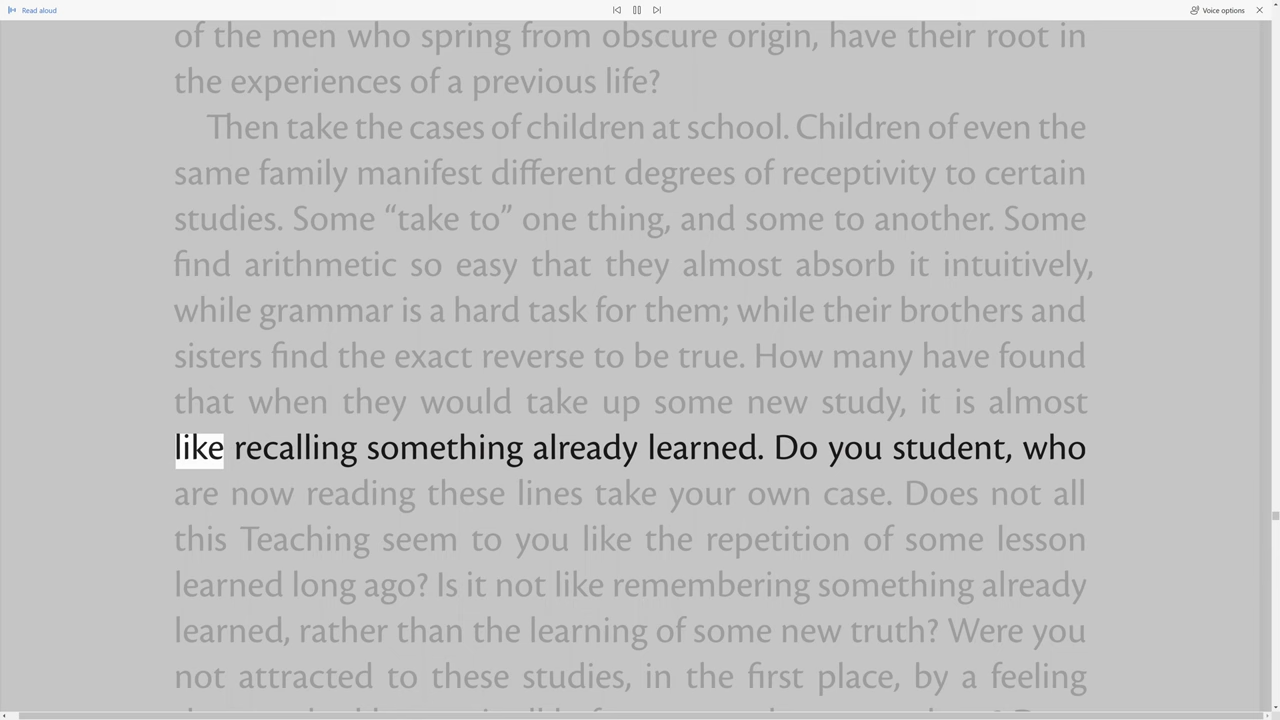 Read aloud
Voice options
of the men who spring from obscure origin, have their root in
the experiences of a previous life?
Then take the cases of children at school. Children of even the
same family manifest different degrees of receptivity to certain
studies. Some “take to” one thing, and some to another. Some
find arithmetic so easy that they almost absorb it intuitively,
while grammar is a hard task for them; while their brothers and
sisters find the exact reverse to be true. How many have found
that when they would take up some new study, it is almost
like recalling something already learned. Do you student, who
are now reading these lines take your own case. Does not all
this Teaching seem to you like the repetition of some lesson
learned long ago? Is it not like remembering something already
learned, rather than the learning of some new truth? Were you
not attracted to these studies, in the first place, by a feeling